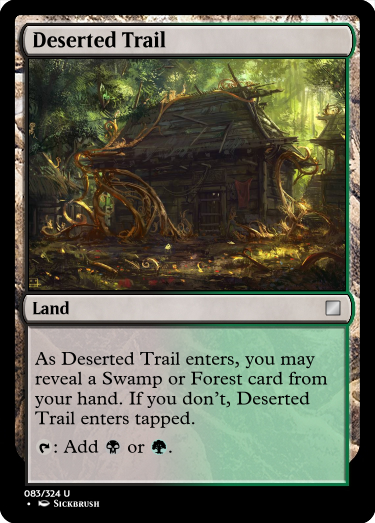 Deserted Trail
Land
As Deserted Trail enters, you may
reveal a Swamp or Forest card from
your hand. If you don't, Deserted
Trail enters tapped.
: Add or .
083/324 U
• Sickbrush